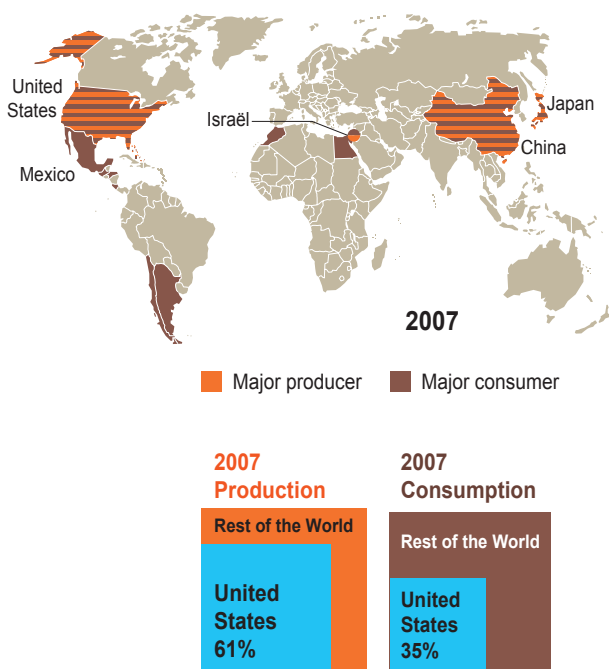 United
States
Mexico
Israël
Japan
China
2007
Major producer
Major consumer
2007
Production
Rest of the World
United
States
61%
2007
Consumption
Rest of the World
United
States
35%